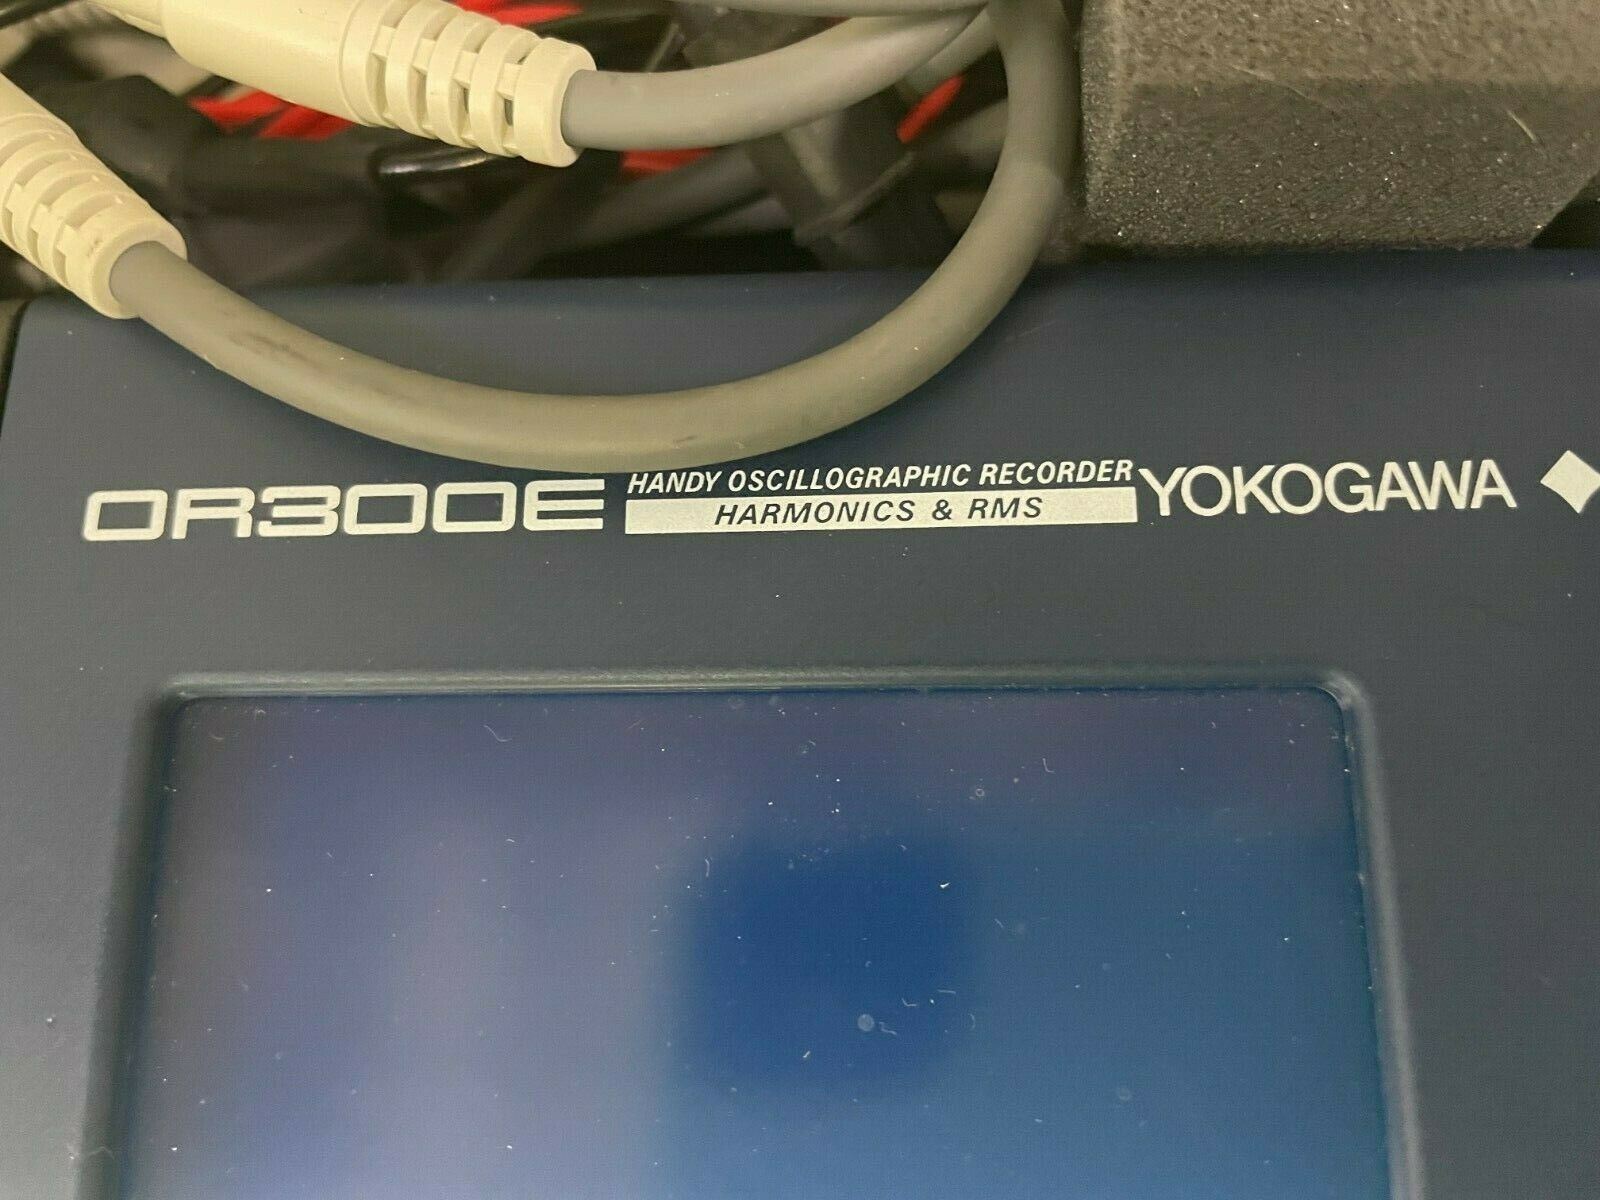 OR300E
HANDY OSCILLOGRAPHIC RECORDER
HARMONICS & RMS
YOKOGAWA